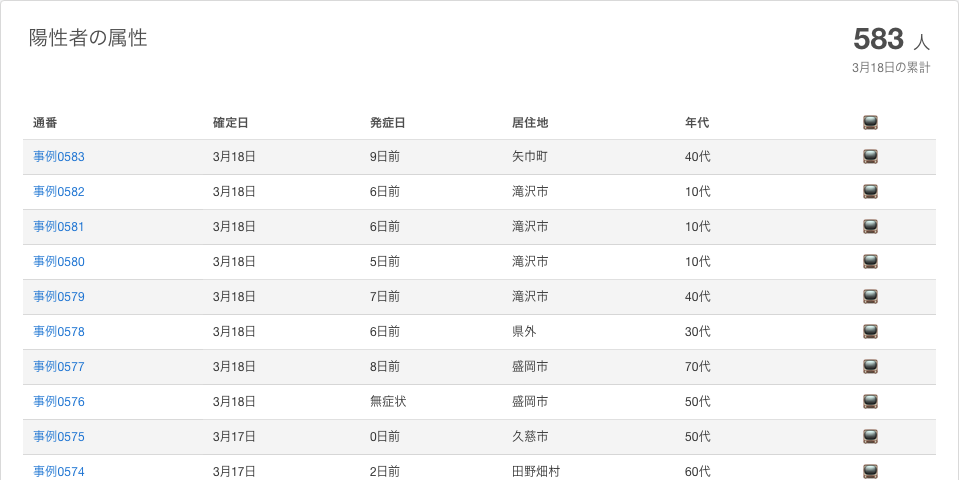 陽性者の属性
583 人
3月18日の累計
通番 確定日 発症日 居住地 年代
事例0583 3月18日 9日前 矢巾町 40代
事例0582 3月18日 6日前 滝沢市 10代
事例0581 3月18日 6日前 滝沢市 10代
事例0580 3月18日 5日前 滝沢市 10代
事例0579 3月18日 7日前 滝沢市 40代
事例0578 3月18日 6日前 県外 30代
事例0577 3月18日 8日前 盛岡市 70代
事例0576 3月18日 無症状 盛岡市 50代
事例0575 3月17日 0日前 久慈市 50代
事例0574 3月17日 2日前 田野畑村 60代